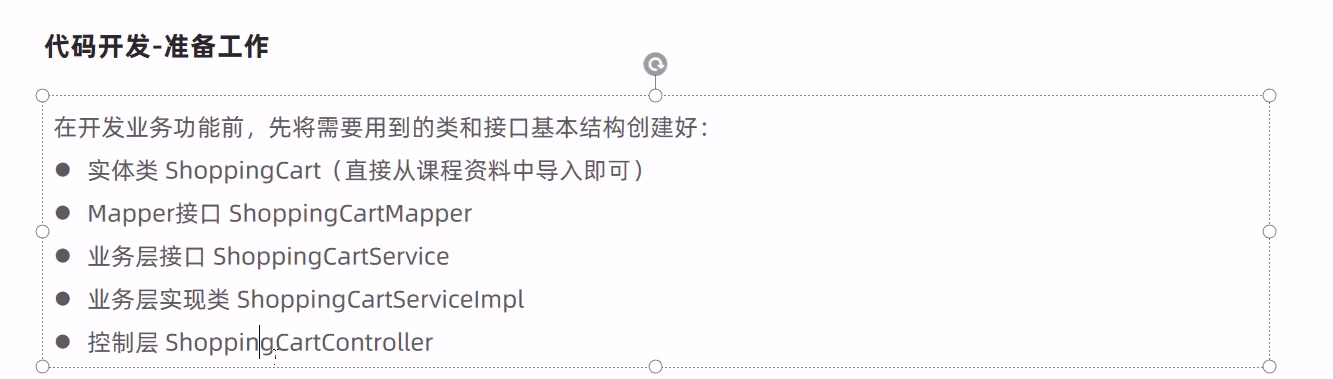 代码开发-准备工作
在开发业务功能前，先将需要用到的类和接口基本结构创建好：
● 实体类 ShoppingCart（直接从课程资料中导入即可）
● Mapper接口 ShoppingCartMapper
● 业务层接口 ShoppingCartService
● 业务层实现类 ShoppingCartServiceImpl
● 控制层 ShoppingCartController